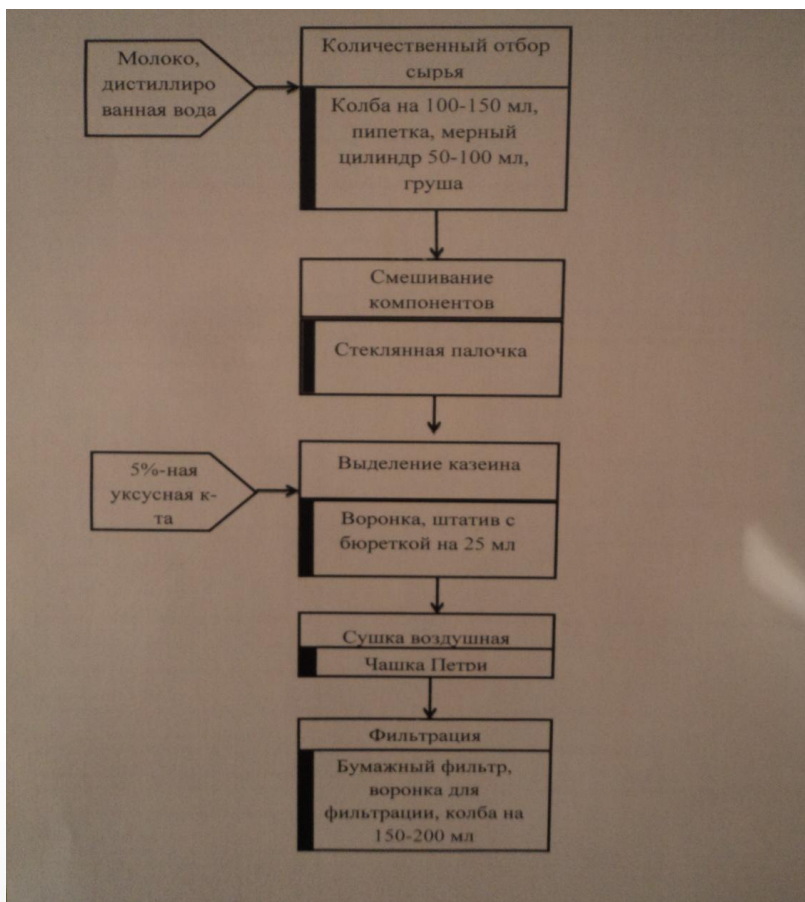 Молоко,
дистиллиро
ванная вода
Количественный отбор
сырья
Колба на 100-150 мл,
пипетка, мерный
цилиндр 50-100 мл,
груша
Смешивание
компонентов
Стеклянная палочка
5%-ная
уксусная к-
та
Выделение казеина
Воронка, штатив с
бюреткой на 25 мл
Сушка воздушная
Чашка Петри
Фильтрация
Бумажный фильтр,
воронка для
фильтрации, колба на
150-200 мл